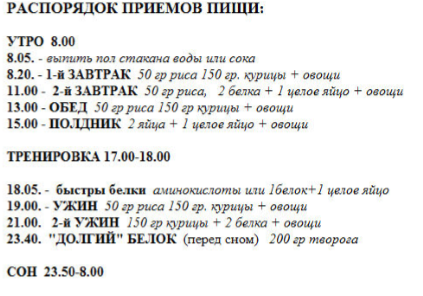 РАСПОРЯДОК ПРИЕМОВ ПИЩИ:
УТРО 8.00
8.05. - выпить пол стакана воды или сока
8.20. - 1-й ЗАВТРАК 50 гр риса 150 гр. курицы + овощи
11.00 - 2-й ЗАВТРАК 50 гр риса, 2 белка + 1 целое яйцо + овощи
13.00 - ОБЕД 50 гр риса 150 гр курицы + овощи
15.00 - ПОЛДНИК 2 яйца + 1 целое яйцо + овощи
ТРЕНИРОВКА 17.00-18.00
18.05. - быстры белки аминокислоты или 1белок+1 целое яйцо
19.00. - УЖИН 50 гр риса 150 гр. курицы + овощи
21.00. 2-й УЖИН 150 гр курицы + 2 белка + овощи
23.40. "ДОЛГИЙ" БЕЛОК (перед сном) 200 гр творога
СОН 23.50-8.00